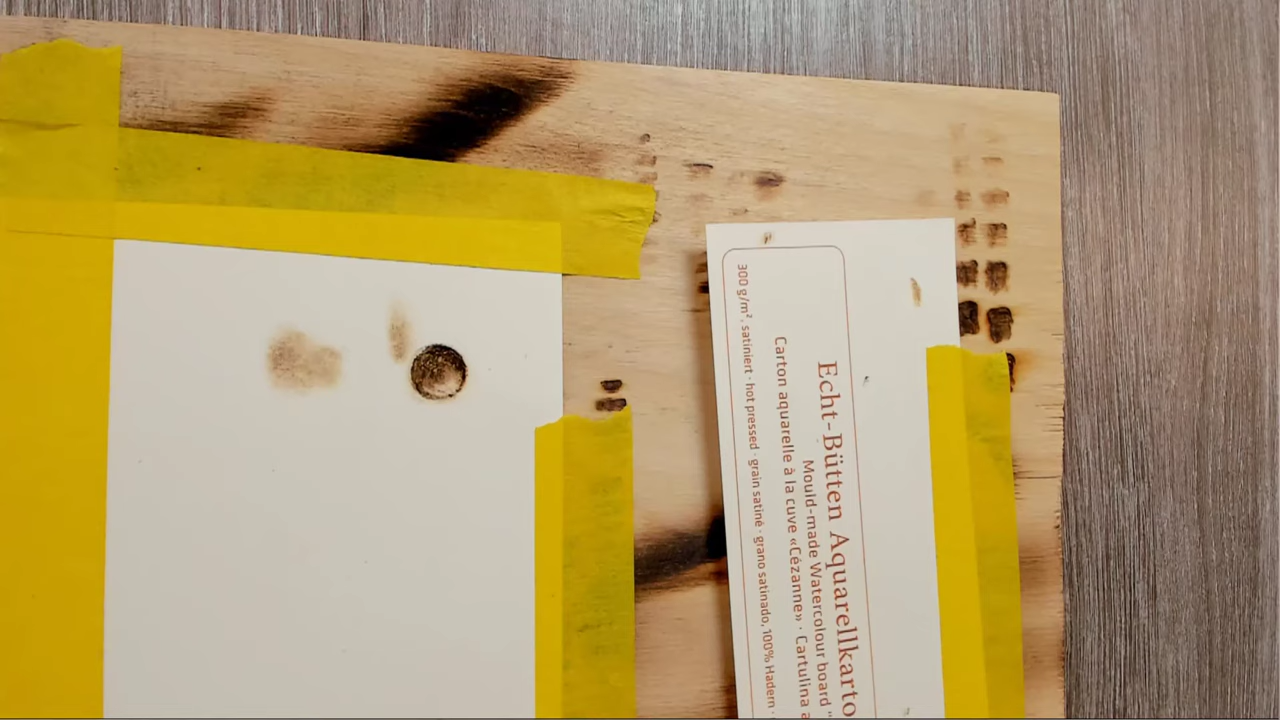 Echt-Bütten Aquarellkarto
Mould-made Watercolour board "
Carton aquarelle à la cuve «Cézanne» · Cartulina a
300 g/m², satiniert · hot pressed · grain satiné · grano satinado, 100% Hadern ·